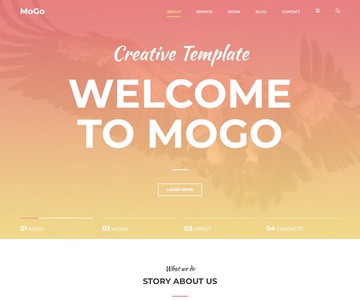 MoGo
ABOUT SERVICE WORK BLOG CONTACT
Creative Template
WELCOME
TO MOGO
LEARN MORE
01 INTRO 02 WORK 03 ABOUT 04 CONTACTS
What we do
STORY ABOUT US